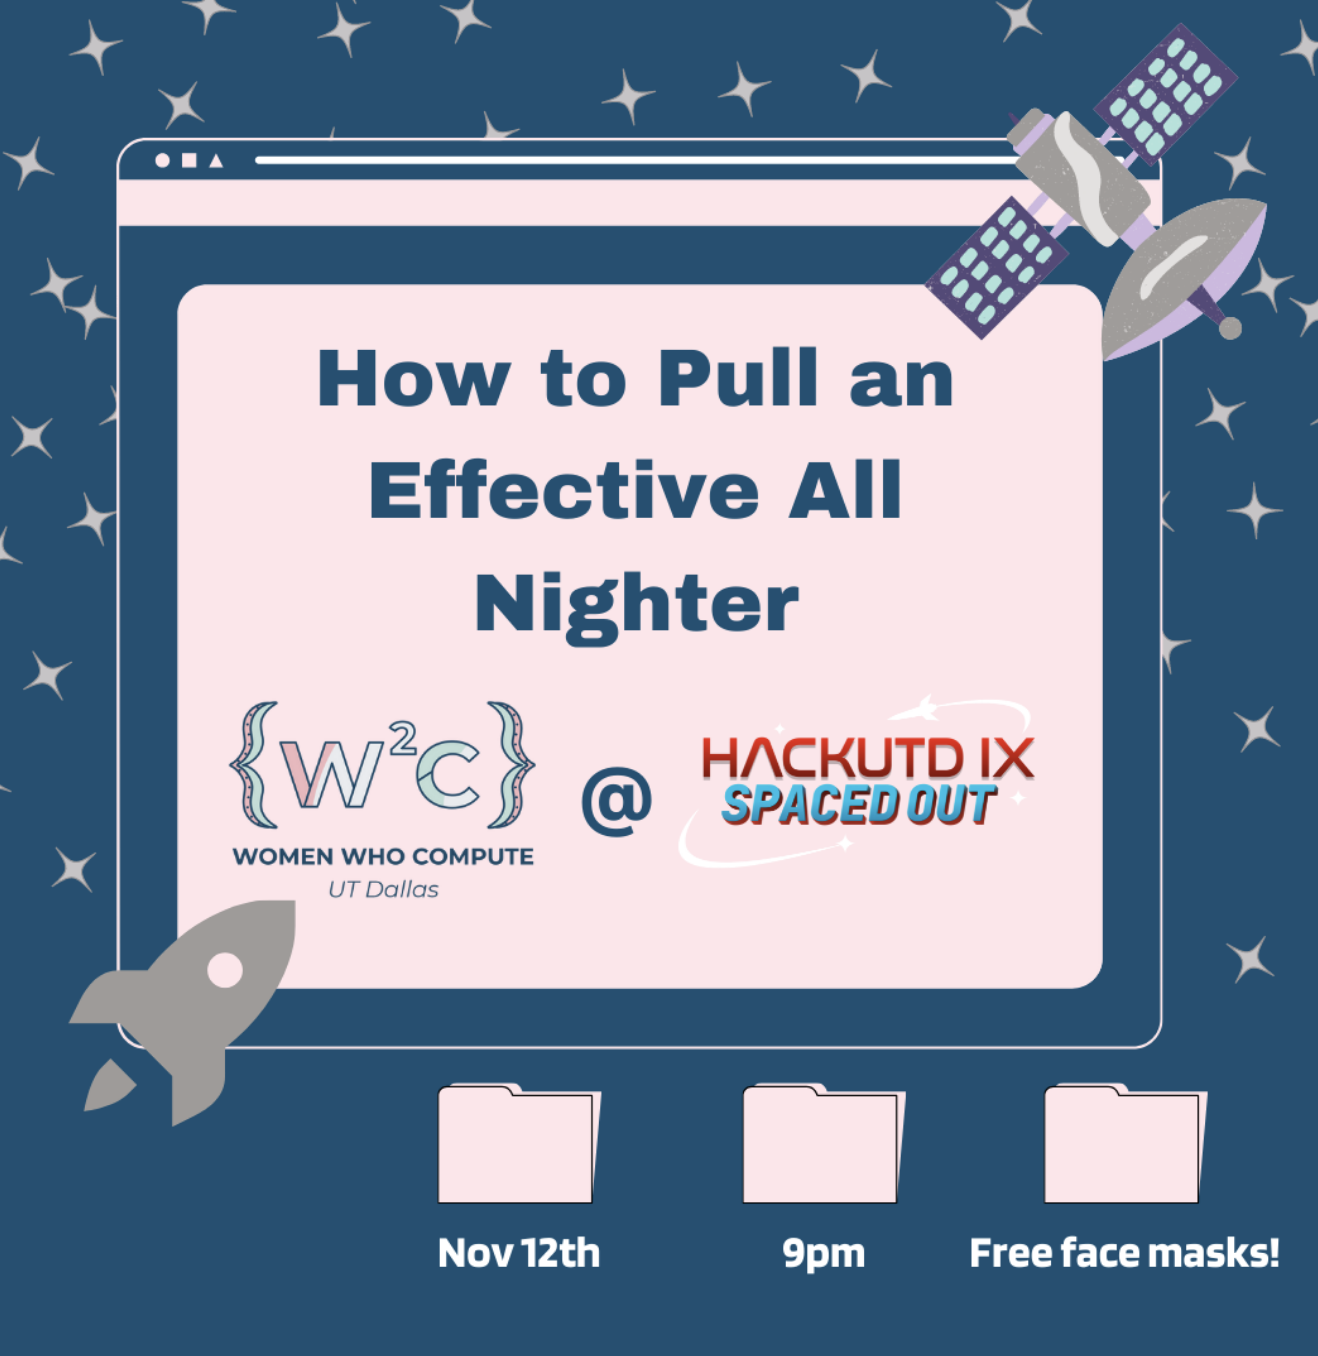 How to Pull an
Effective All
Nighter
{W²C}
WOMEN WHO COMPUTE
UT Dallas
@
HACKUTD IX
SPACED OUT
Nov 12th
9pm
Free face masks!